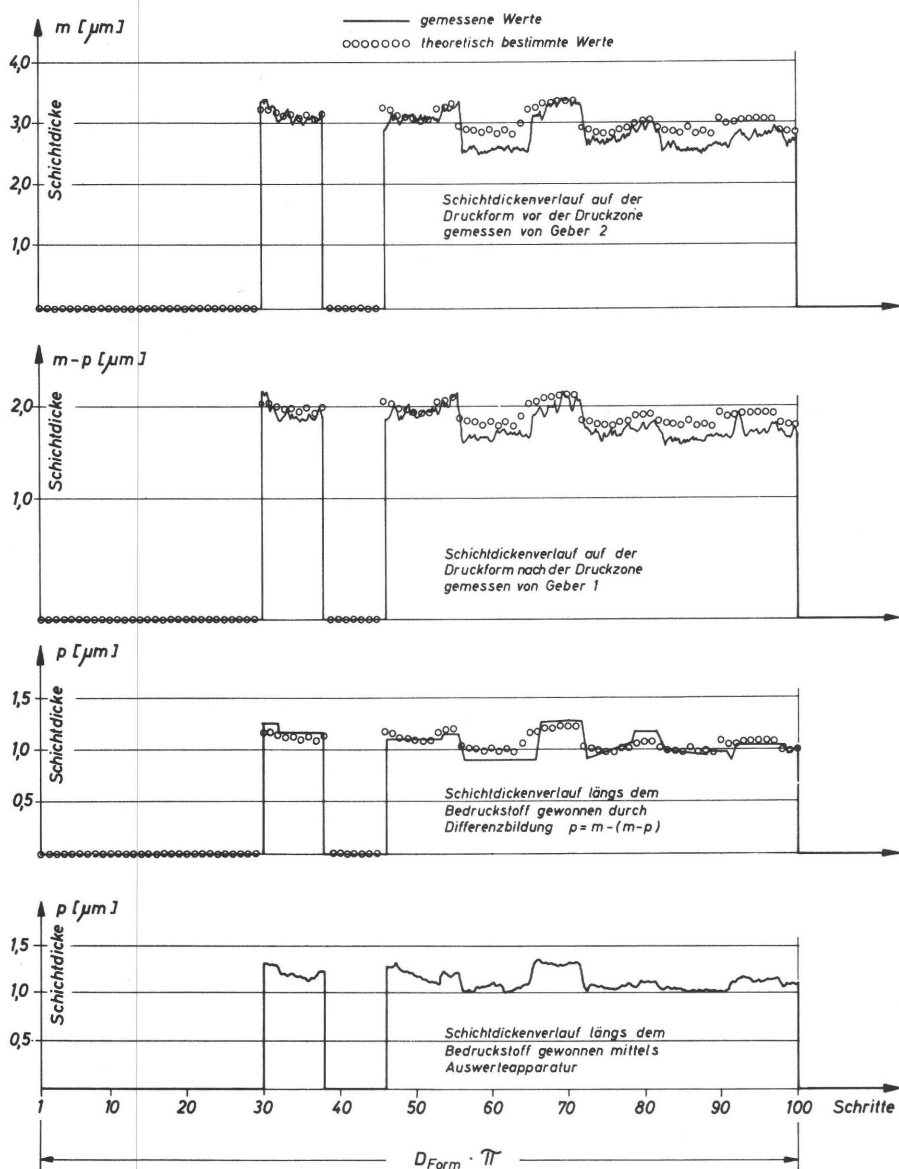 gemessene Werte
theoretisch bestimmte Werte
m [μm]
4,0
3,0
2,0
1,0
Schichtdicke
Schichtdickenverlauf auf der
Druckform vor der Druckzone
gemessen von Geber 2
m-p [μm]
2,0
1,0
Schichtdicke
Schichtdickenverlauf auf der
Druckform nach der Druckzone
gemessen von Geber 1
p [μm]
1,5
1,0
0,5
Schichtdicke
Schichtdickenverlauf längs dem
Bedruckstoff gewonnen durch
Differenzbildung p = m-(m-p)
p [μm]
1,5
1,0
0,5
Schichtdicke
Schichtdickenverlauf längs dem
Bedruckstoff gewonnen mittels
Auswerteapparatur
1 10 20 30 40 50 60 70 80 90 100 Schritte
D Form · π